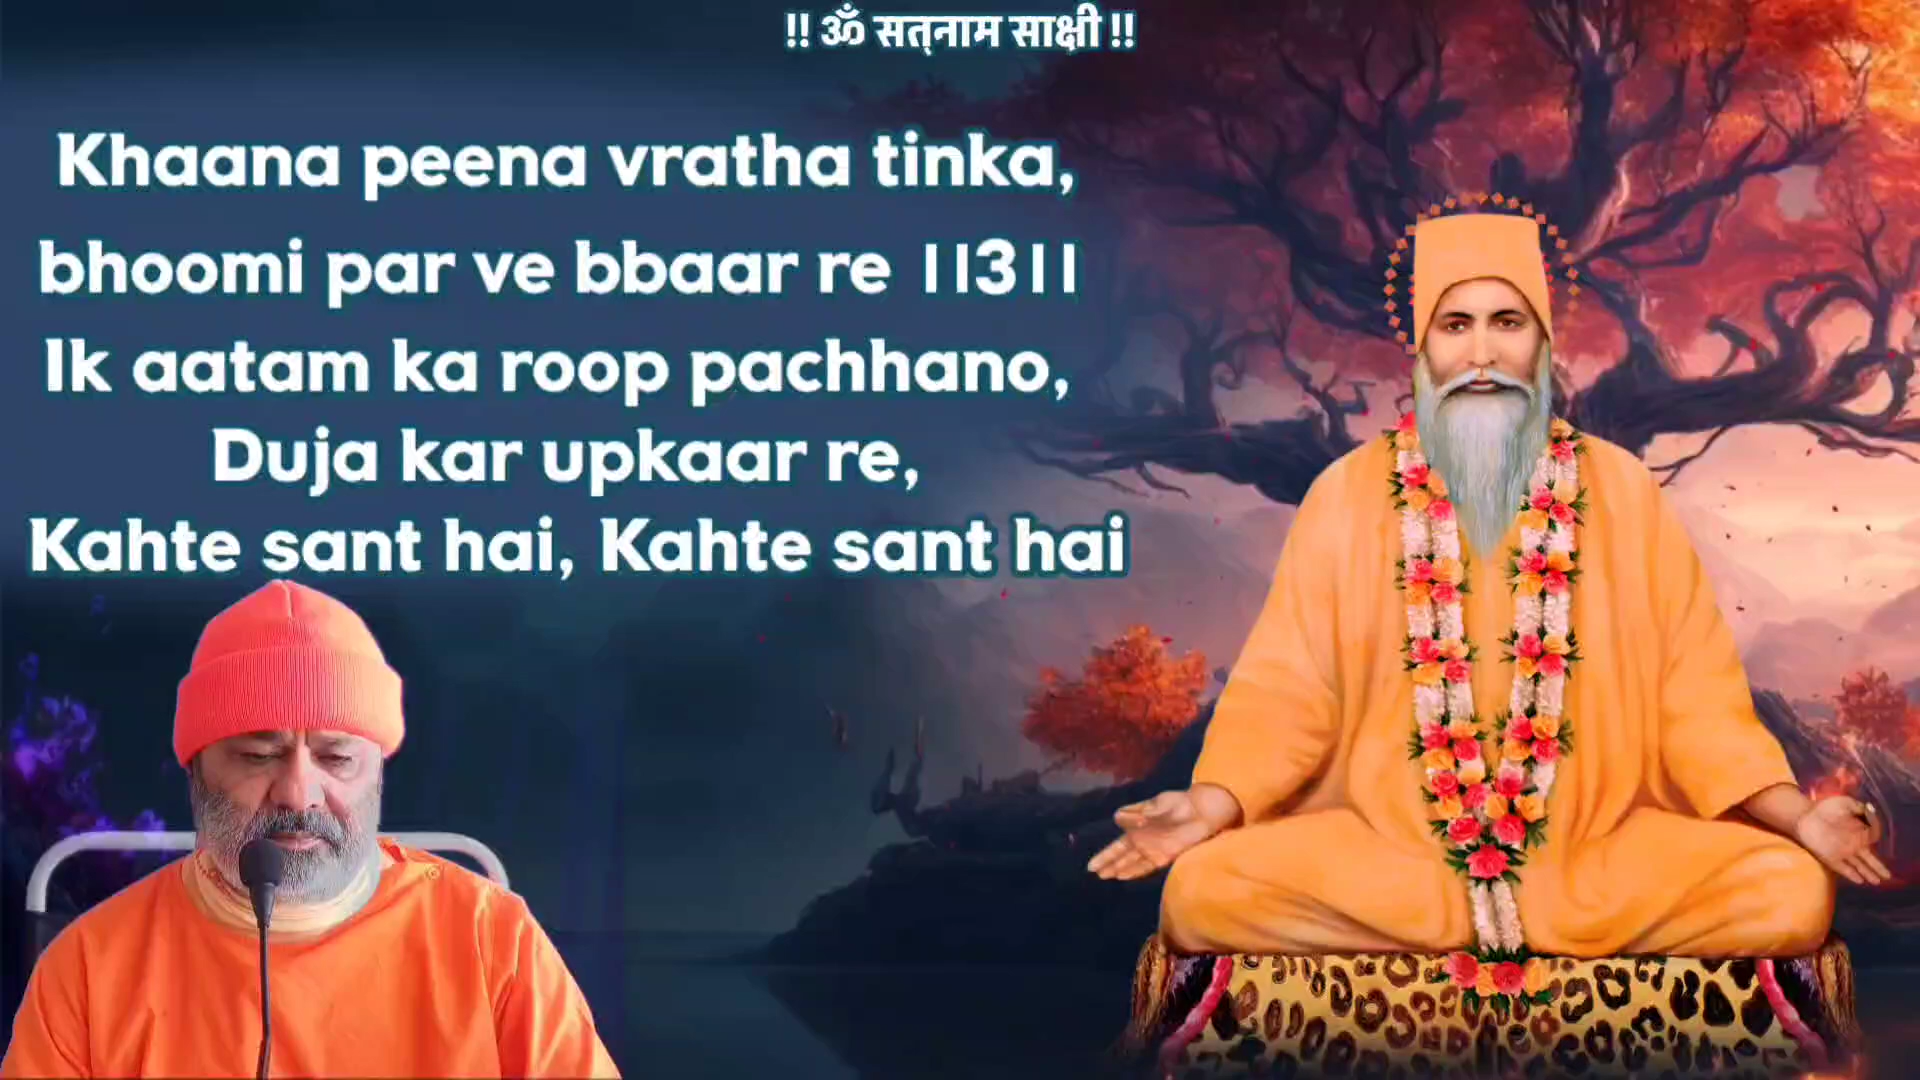 !! ॐ सत्‌नाम साक्षी !!
Khaana peena vratha tinka,
bhoomi par ve bbaar re ।।3।।
Ik aatam ka roop pachhano,
Duja kar upkaar re,
Kahte sant hai, Kahte sant hai